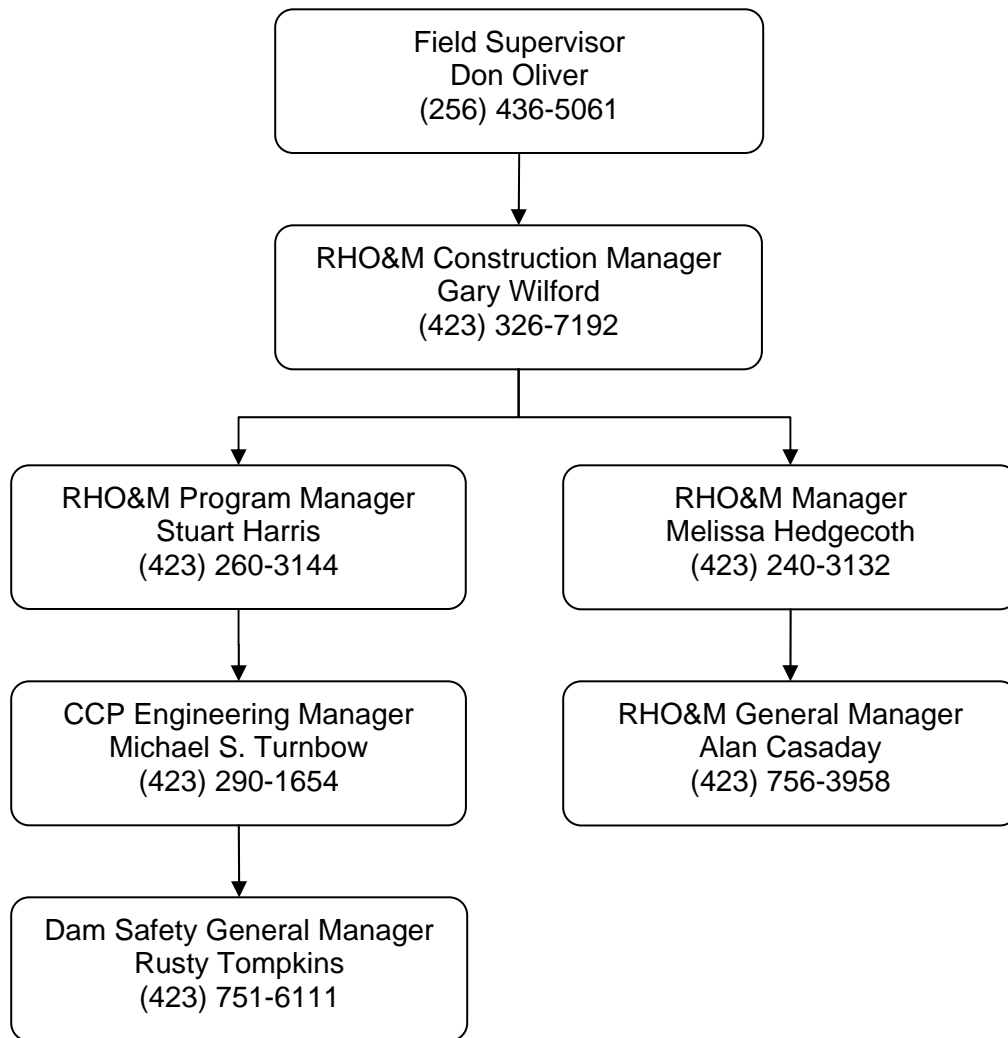 Field Supervisor
Don Oliver
(256) 436-5061
RHO&M Construction Manager
Gary Wilford
(423) 326-7192
RHO&M Program Manager
Stuart Harris
(423) 260-3144
RHO&M Manager
Melissa Hedgecoth
(423) 240-3132
CCP Engineering Manager
Michael S. Turnbow
(423) 290-1654
RHO&M General Manager
Alan Casaday
(423) 756-3958
Dam Safety General Manager
Rusty Tompkins
(423) 751-6111